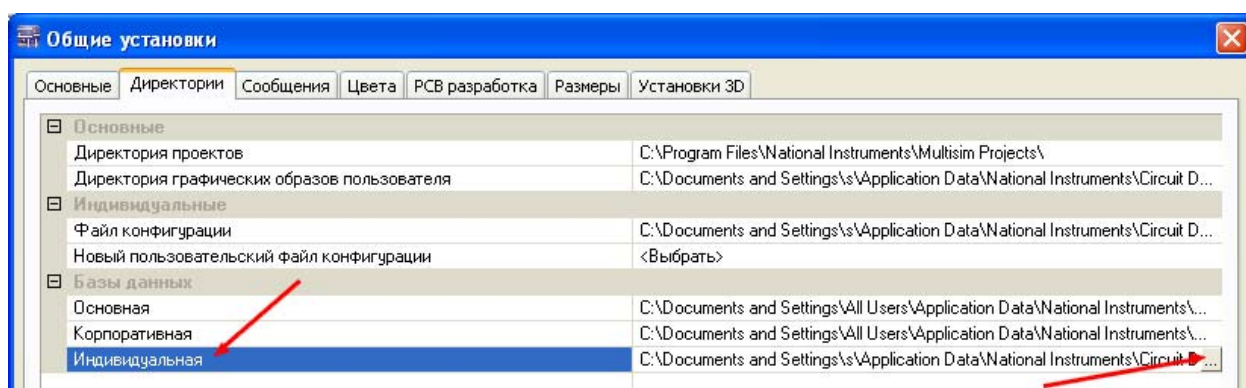 Общие установки
Основные Директории Сообщения Цвета PCB разработка Размеры Установки 3D
Основные
Директория проектов C:\Program Files\National Instruments\Multisim Projects\
Директория графических образов пользователя C:\Documents and Settings\s\Application Data\National Instruments\Circuit D...
Индивидуальные
Файл конфигурации C:\Documents and Settings\s\Application Data\National Instruments\Circuit D...
Новый пользовательский файл конфигурации <Выбрать>
Базы данных
Основная C:\Documents and Settings\All Users\Application Data\National Instruments\...
Корпоративная C:\Documents and Settings\All Users\Application Data\National Instruments\...
Индивидуальная C:\Documents and Settings\s\Application Data\National Instruments\Circuit D ...